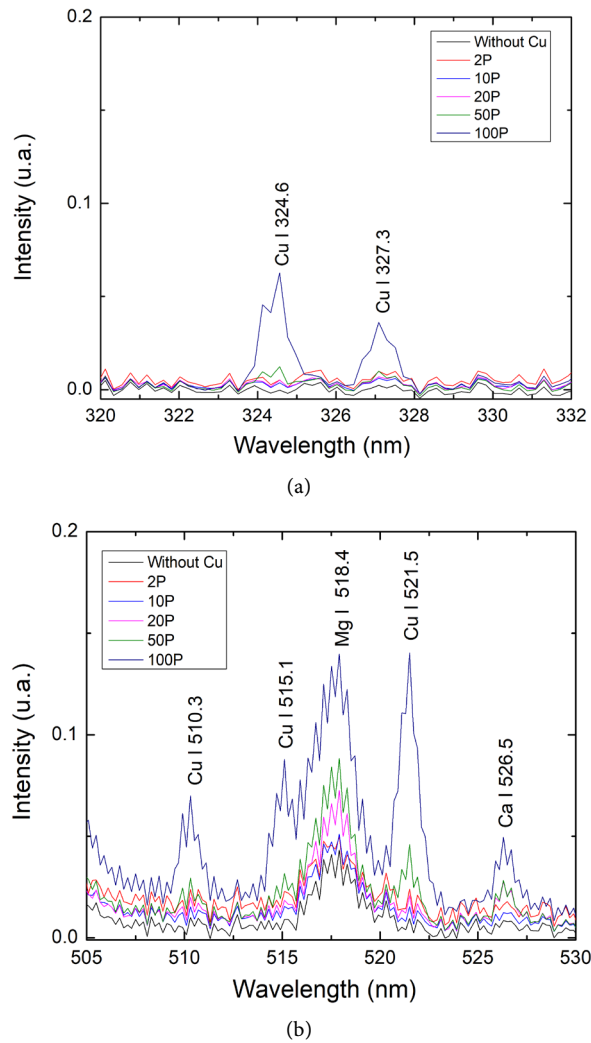 0.2
Without Cu
2P
10P
20P
50P
100P
Intensity (u.a.)
0.1
Cu I 324.6
Cu I 327.3
0.0
320 322 324 326 328 330 332
Wavelength (nm)
(a)
0.2
Without Cu
2P
10P
20P
50P
100P
Intensity (u.a.)
0.1
Cu I 510.3
Cu I 515.1
Mg I 518.4
Cu I 521.5
Ca I 526.5
0.0
505 510 515 520 525 530
Wavelength (nm)
(b)